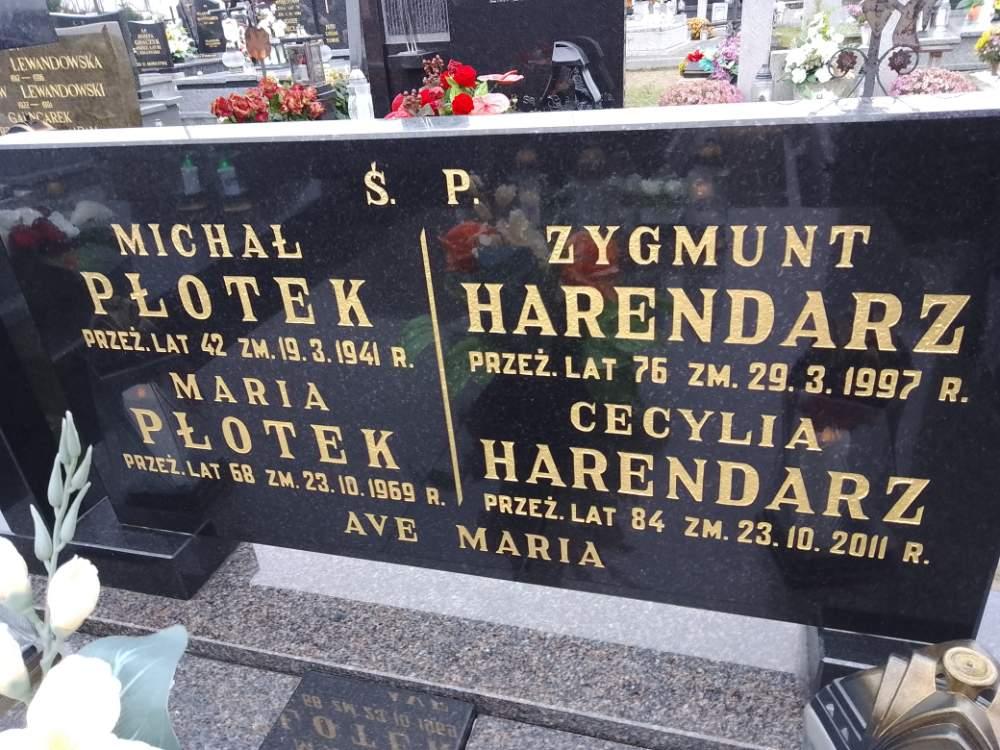 LEWANDOWSKA
LEWANDOWSKI
Ś. P.
MICHAŁ
PŁOTEK
PRZEŻ. LAT 42 ZM. 19. 3. 1941 R.
MARIA
PŁOTEK
PRZEŻ. LAT 68 ZM. 23. 10. 1969 R.
ZYGMUNT
HARENDARZ
PRZEŻ. LAT 76 ZM. 29. 3. 1997 R.
CECYLIA
HARENDARZ
PRZEŻ. LAT 84 ZM. 23. 10. 2011 R.
AVE MARIA